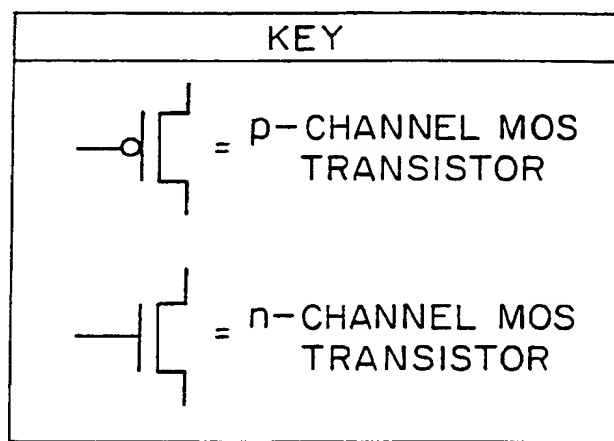 KEY
= p-CHANNEL MOS
TRANSISTOR
= n-CHANNEL MOS
TRANSISTOR